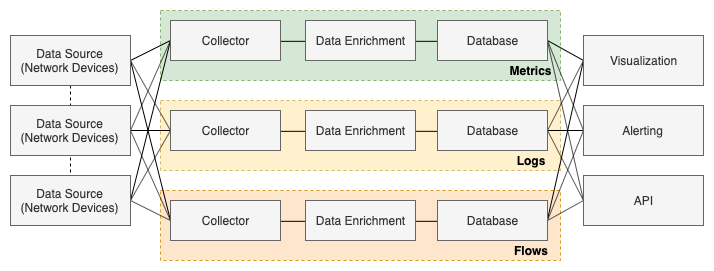 Data Source
(Network Devices)
Data Source
(Network Devices)
Data Source
(Network Devices)
Collector
Data Enrichment
Database
Metrics
Collector
Data Enrichment
Database
Logs
Collector
Data Enrichment
Database
Flows
Visualization
Alerting
API